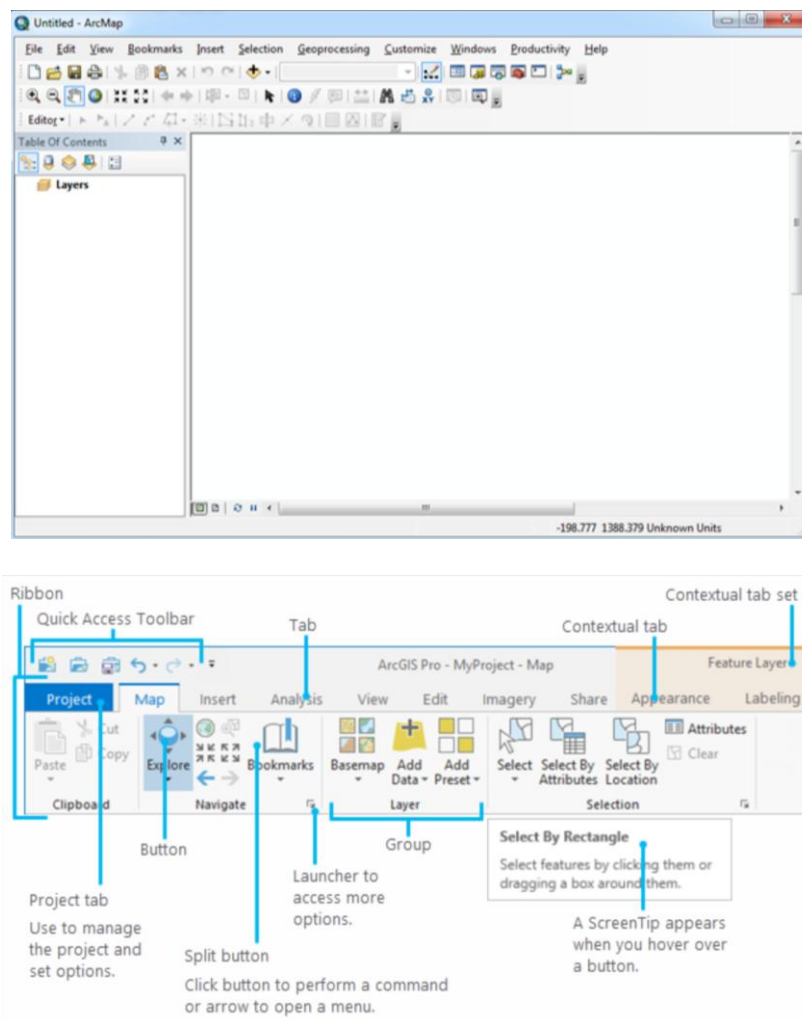 Untitled - ArcMap
File Edit View Bookmarks Insert Selection Geoprocessing Customize Windows Productivity Help
Editor
Table Of Contents
Layers
-198.777 1388.379 Unknown Units
Ribbon
Contextual tab set
Quick Access Toolbar
Tab
Contextual tab
ArcGIS Pro - MyProject - Map
Feature Layer
Project Map Insert Analysis View Edit Imagery Share Appearance Labeling
Cut
Copy
Paste
Explore
Bookmarks
Basemap
Add Data
Add Preset
Select
Select By Attributes
Select By Location
Attributes
Clear
Clipboard Navigate Layer Selection
Button
Group
Select By Rectangle
Select features by clicking them or
dragging a box around them.
Launcher to
access more
options.
Project tab
Use to manage
the project and
set options.
A ScreenTip appears
when you hover over
a button.
Split button
Click button to perform a command
or arrow to open a menu.